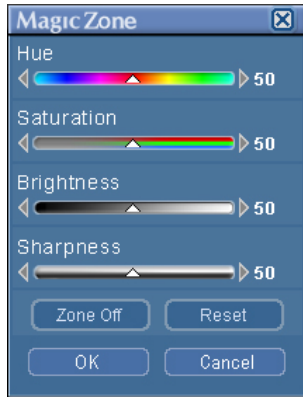 Magic Zone
Hue
50
Saturation
50
Brightness
50
Sharpness
50
Zone Off Reset
OK Cancel